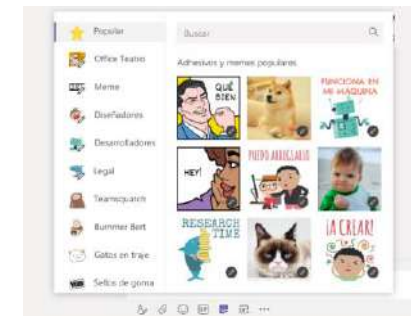 Popular
Office Teatro
Meme
Diseñadores
Desarrolladores
Legal
Teamsquatch
Bummer Bert
Gatos en traje
Sellos de goma
Buscar
Adhesivos y memes populares
QUÉ
BIEN
FUNCIONA EN
MI MÁQUINA
HEY!
PUEDO ARREGLARLO
RESEARCH
TIME
¡A CREAR!
GIF